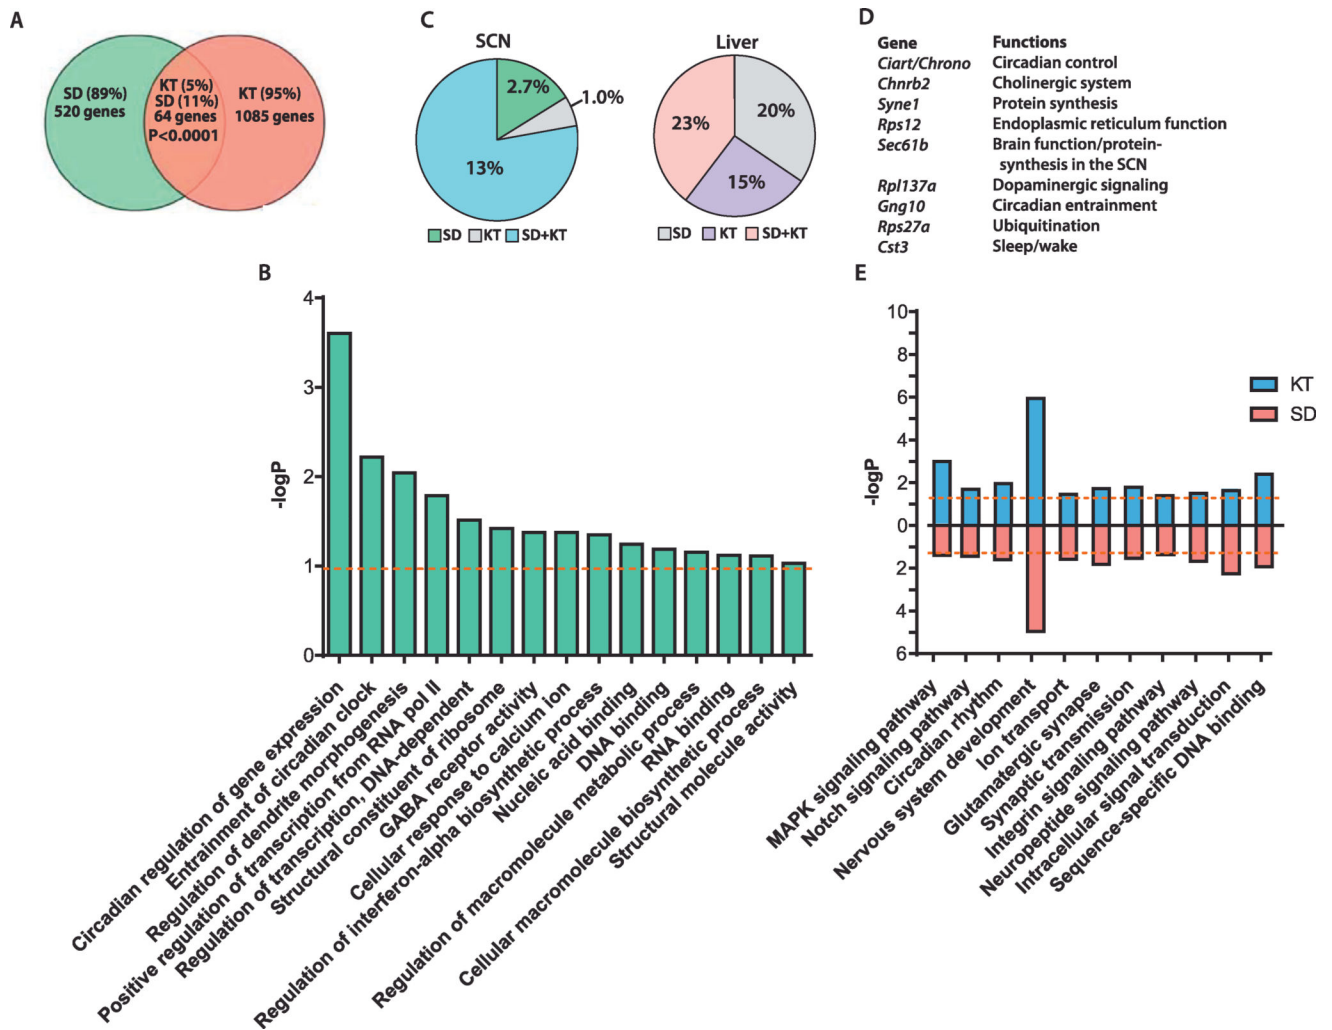 A
SD (89%)
520 genes
KT (5%)
SD (11%)
64 genes
P<0.0001
KT (95%)
1085 genes
C
SCN
2.7%
1.0%
13%
SD KT SD+KT
Liver
23%
20%
15%
SD KT SD+KT
D
Gene Functions
Ciart/Chrono Circadian control
Chnrb2 Cholinergic system
Syne1 Protein synthesis
Rps12 Endoplasmic reticulum function
Sec61b Brain function/protein-
synthesis in the SCN
Rpl137a Dopaminergic signaling
Gng10 Circadian entrainment
Rps27a Ubiquitination
Cst3 Sleep/wake
B
4
3
2
1
0
-logP
Circadian regulation of gene expression
Entrainment of circadian clock
Regulation of dendrite morphogenesis
Positive regulation of transcription from RNA pol II
Regulation of transcription, DNA-dependent
Structural constituent of ribosome
GABA receptor activity
Cellular response to calcium ion
Regulation of interferon-alpha biosynthetic process
Nucleic acid binding
DNA binding
Regulation of macromolecule metabolic process
RNA binding
Cellular macromolecule biosynthetic process
Structural molecule activity
E
10
8
6
4
2
0
2
4
6
-logP
KT
SD
MAPK signaling pathway
Notch signaling pathway
Circadian rhythm
Nervous system development
Ion transport
Glutamatergic synapse
Synaptic transmission
Integrin signaling pathway
Neuropeptide signaling pathway
Intracellular signal transduction
Sequence-specific DNA binding